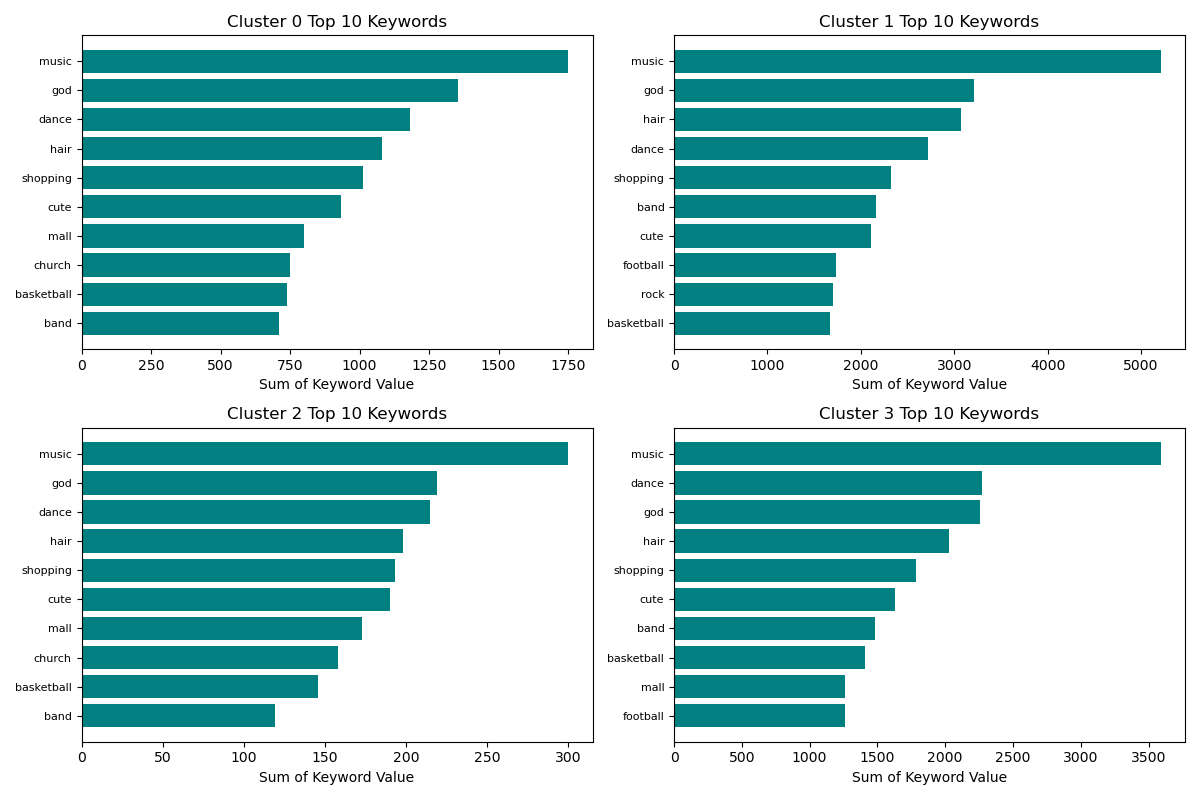 Cluster 0 Top 10 Keywords
music
god
dance
hair
shopping
cute
mall
church
basketball
band
0 250 500 750 1000 1250 1500 1750
Sum of Keyword Value
Cluster 1 Top 10 Keywords
music
god
hair
dance
shopping
band
cute
football
rock
basketball
0 1000 2000 3000 4000 5000
Sum of Keyword Value
Cluster 2 Top 10 Keywords
music
god
dance
hair
shopping
cute
mall
church
basketball
band
0 50 100 150 200 250 300
Sum of Keyword Value
Cluster 3 Top 10 Keywords
music
dance
god
hair
shopping
cute
band
basketball
mall
football
0 500 1000 1500 2000 2500 3000 3500
Sum of Keyword Value